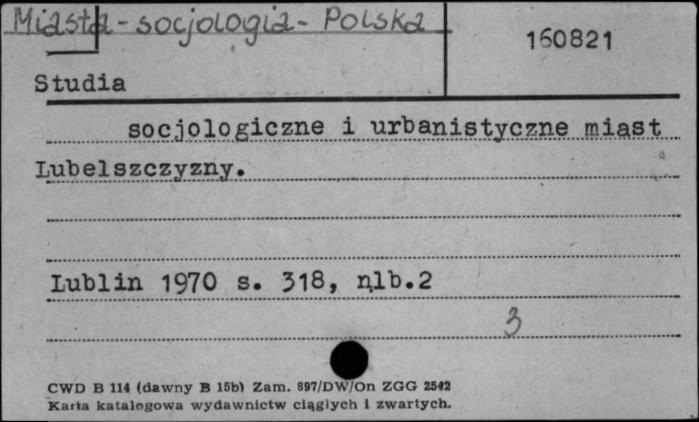 Miasta - socjologia - Polska
160821
Studia
socjologiczne i urbanistyczne miast
Lubelszczyzny.
Lublin 1970 s. 318, nlb.2
3
CWD B 114 (dawny B 15b) Zam. 897/DW/On ZGG 2542
Karta katalogowa wydawnictw ciągłych i zwartych.